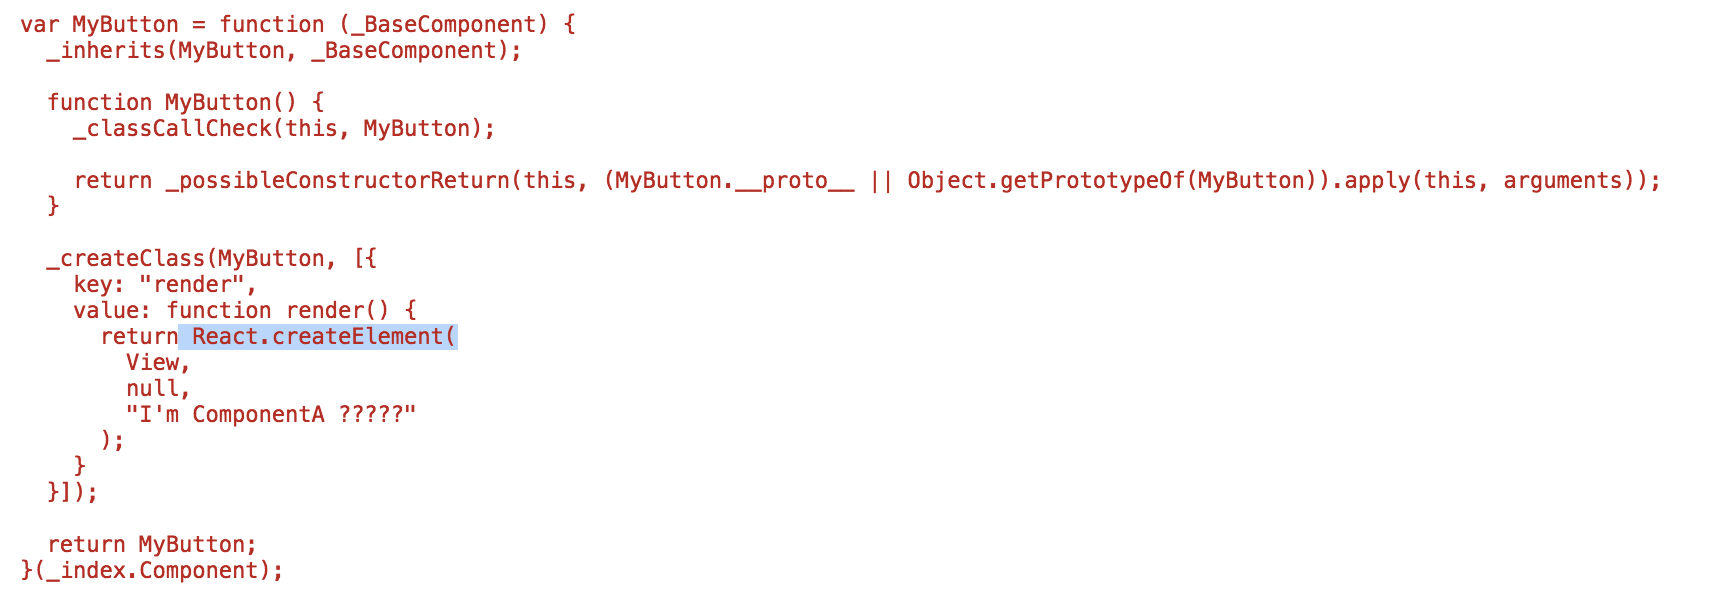 var MyButton = function (_BaseComponent) {
  _inherits(MyButton, _BaseComponent);

  function MyButton() {
    _classCallCheck(this, MyButton);

    return _possibleConstructorReturn(this, (MyButton.__proto__ || Object.getPrototypeOf(MyButton)).apply(this, arguments));
  }

  _createClass(MyButton, [{
    key: "render",
    value: function render() {
      return React.createElement(
        View,
        null,
        "I'm ComponentA ?????"
      );
    }
  }]);

  return MyButton;
}(_index.Component);